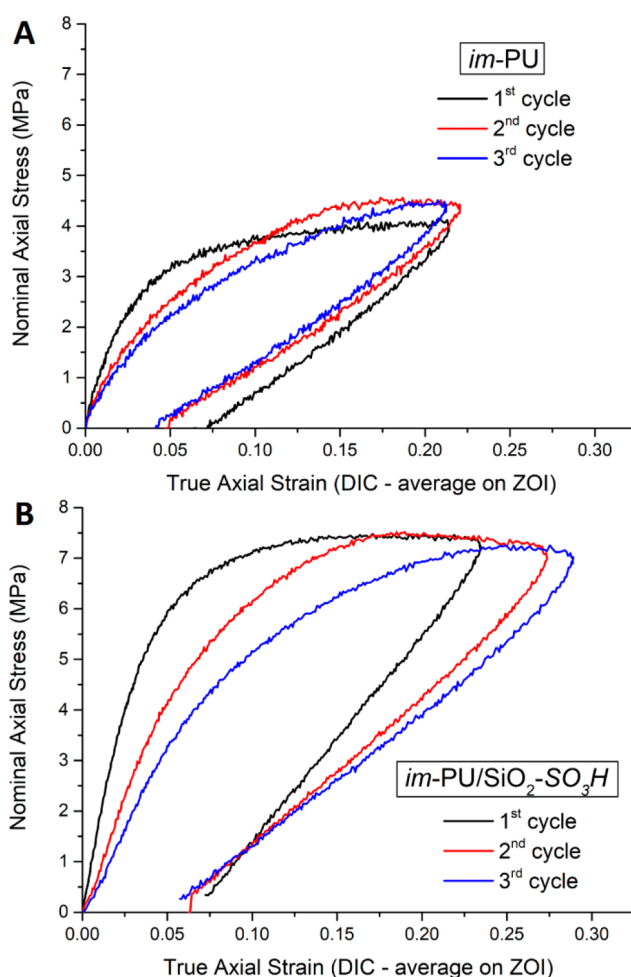 A
Nominal Axial Stress (MPa)
8
7
6
5
4
3
2
1
0
im-PU
1st cycle
2nd cycle
3rd cycle
0.00 0.05 0.10 0.15 0.20 0.25 0.30
True Axial Strain (DIC - average on ZOI)
B
Nominal Axial Stress (MPa)
8
7
6
5
4
3
2
1
0
im-PU/SiO2-SO3H
1st cycle
2nd cycle
3rd cycle
0.00 0.05 0.10 0.15 0.20 0.25 0.30
True Axial Strain (DIC - average on ZOI)